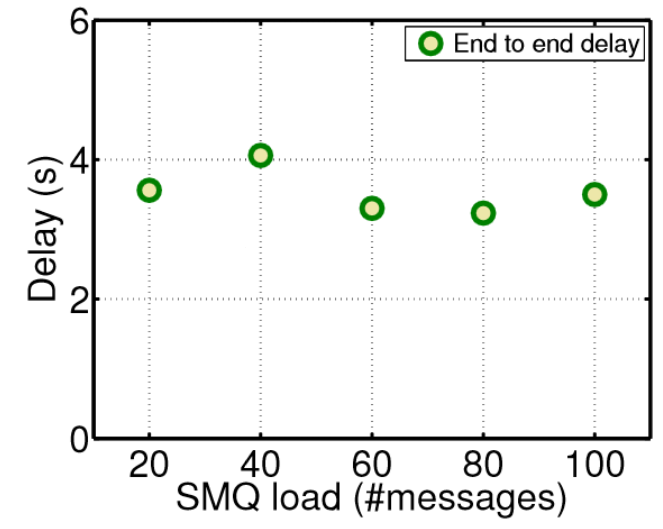 6
End to end delay
4
Delay (s)
2
0
20 40 60 80 100
SMQ load (#messages)